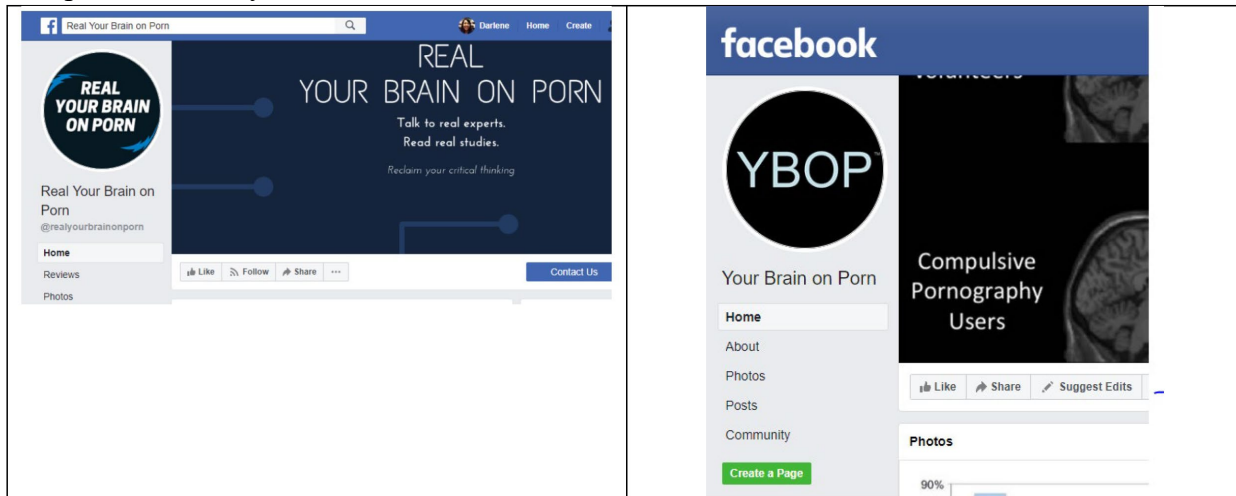 Real Your Brain on Porn
Darlene Home Create
REAL
YOUR BRAIN
ON PORN
REAL
YOUR BRAIN ON PORN
Talk to real experts.
Read real studies.
Reclaim your critical thinking
Real Your Brain on
Porn
@realyourbrainonporn
Home
Reviews
Photos
Like Follow Share ...
Contact Us
facebook
YBOP
Volunteers
Compulsive
Pornography
Users
Your Brain on Porn
Home
About
Photos
Posts
Community
Create a Page
Like Share Suggest Edits
Photos
90%